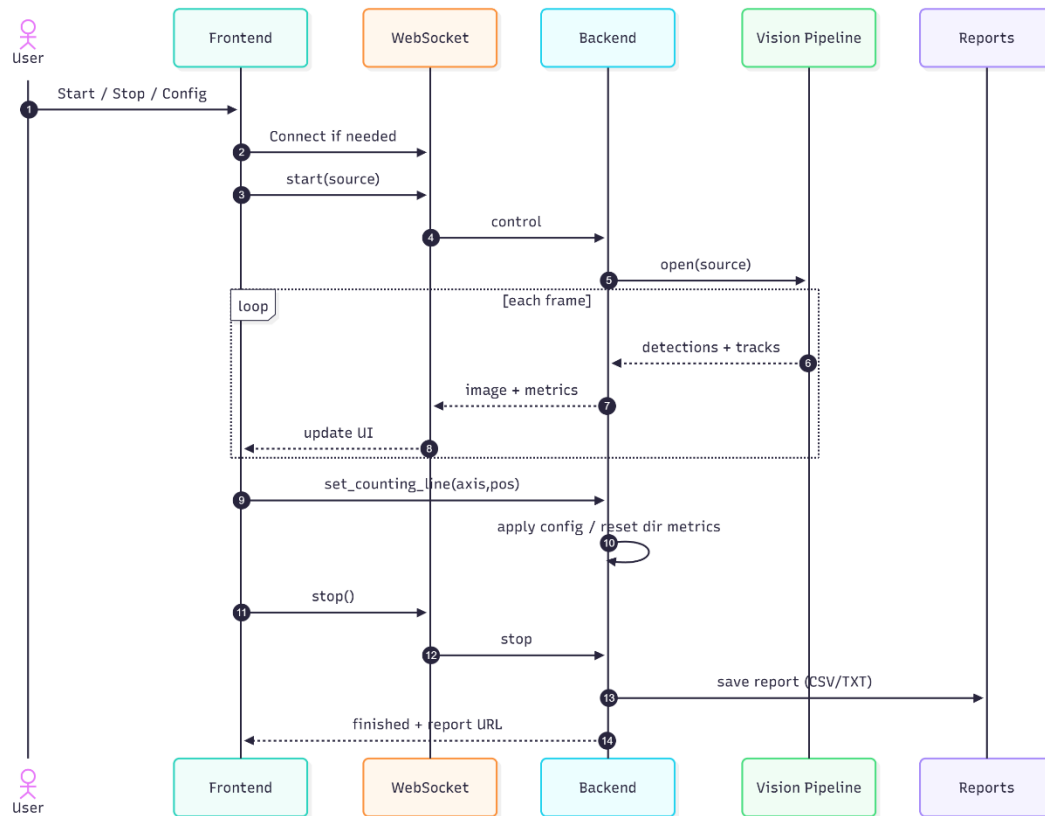 User
Frontend
WebSocket
Backend
Vision Pipeline
Reports
1
Start / Stop / Config
2
Connect if needed
3
start(source)
4
control
5
open(source)
loop
[each frame]
6
detections + tracks
7
image + metrics
8
update UI
9
set_counting_line(axis,pos)
10
apply config / reset dir metrics
11
stop()
12
stop
13
save report (CSV/TXT)
14
finished + report URL
User
Frontend
WebSocket
Backend
Vision Pipeline
Reports